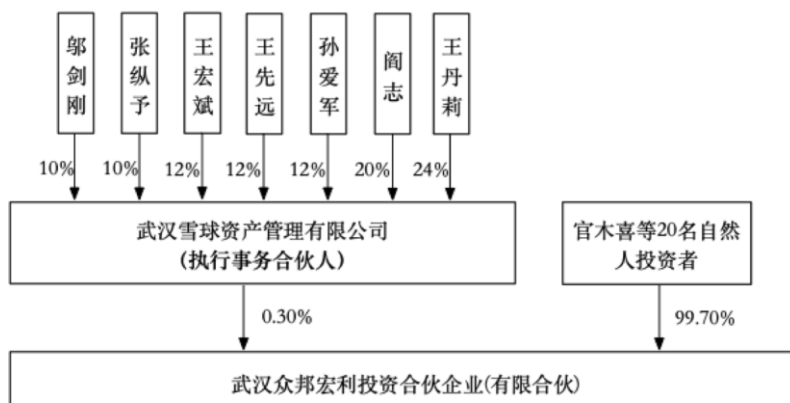 邬剑刚
张纵予
王宏斌
王先远
孙爱军
阎志
王丹莉
10%
10%
12%
12%
12%
20%
24%
武汉雪球资产管理有限公司
(执行事务合伙人)
官木喜等20名自然
人投资者
0.30%
99.70%
武汉众邦宏利投资合伙企业(有限合伙)